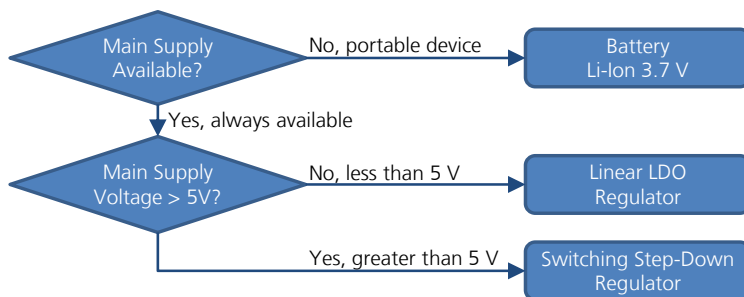 Main Supply
Available?
No, portable device
Battery
Li-Ion 3.7 V
Yes, always available
Main Supply
Voltage > 5V?
No, less than 5 V
Linear LDO
Regulator
Yes, greater than 5 V
Switching Step-Down
Regulator